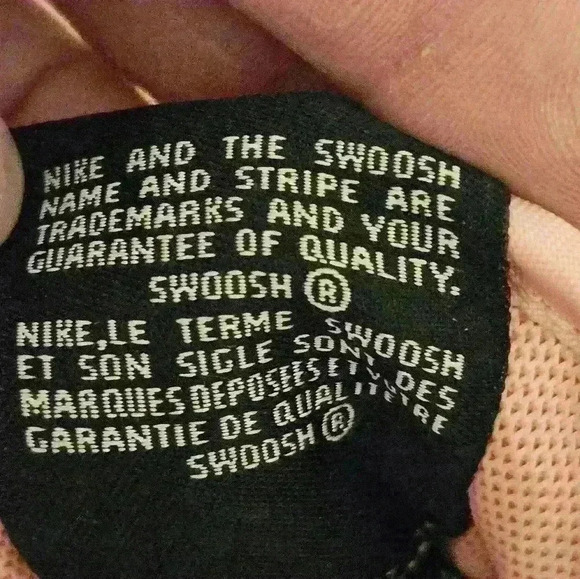 NIKE AND THE SWOOSH
NAME AND STRIPE ARE
TRADEMARKS AND YOUR
GUARANTEE OF QUALITY.
SWOOSH ®
NIKE,LE TERME SWOOSH
ET SON SIGLE SONT DES
MARQUES DEPOSEES ET VOTRE
GARANTIE DE QUALITE
SWOOSH ®